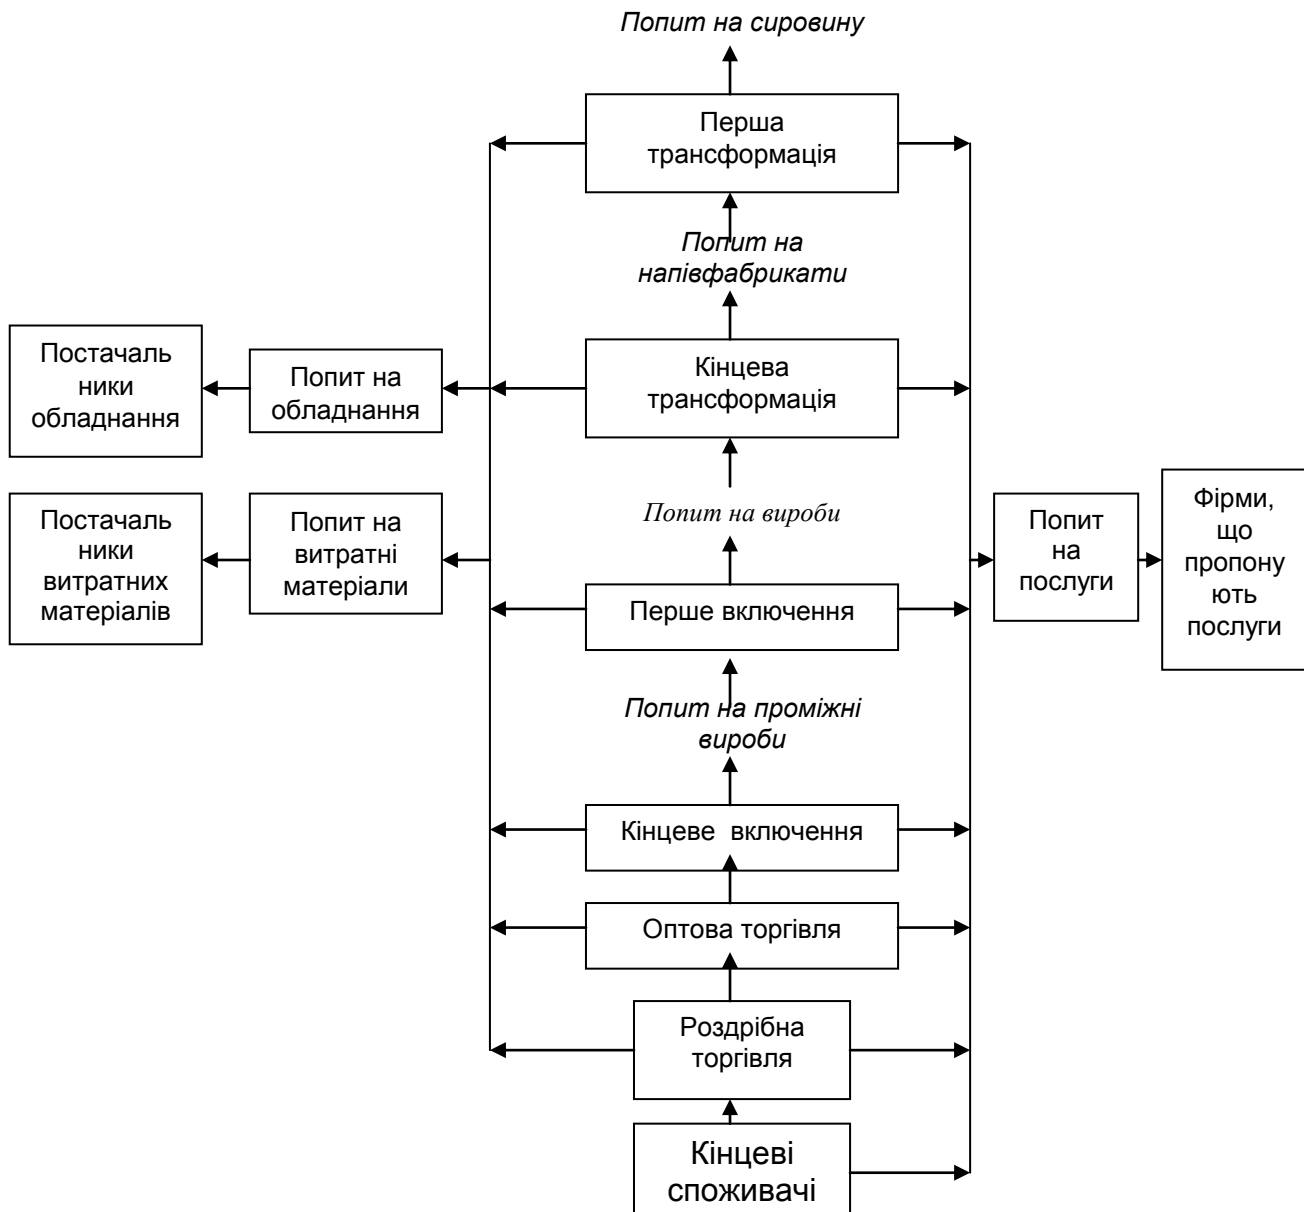 Попит на сировину
Перша
трансформація
Попит на
напівфабрикати
Постачаль
ники
обладнання
Попит на
обладнання
Кінцева
трансформація
Постачаль
ники
витратних
матеріалів
Попит на
витратні
матеріали
Попит на вироби
Попит
на
послуги
Фірми,
що
пропону
ють
послуги
Перше включення
Попит на проміжні
вироби
Кінцеве включення
Оптова торгівля
Роздрібна
торгівля
Кінцеві
споживачі